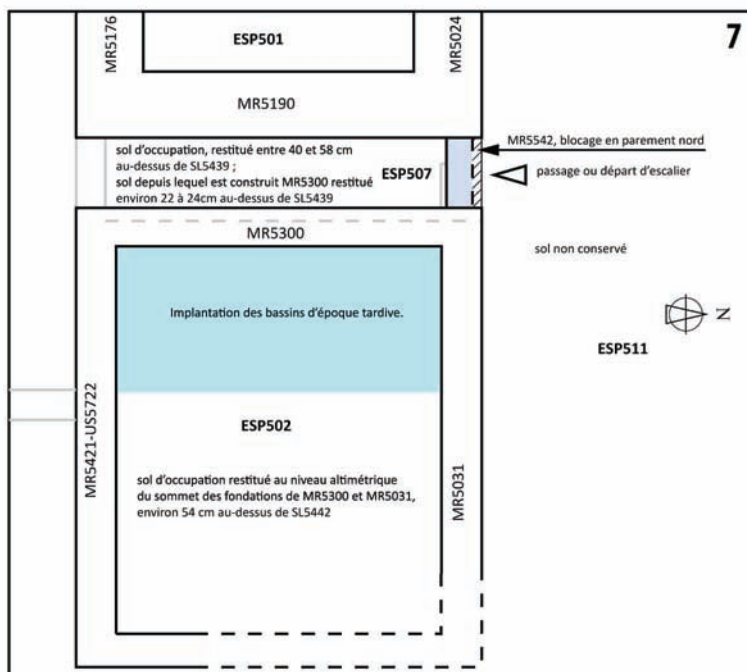 7
MR5176
ESP501
MR5024
MR5190
sol d’occupation, restitué entre 40 et 58 cm
au-dessus de SL5439 ;
sol depuis lequel est construit MR5300 restitué
environ 22 à 24cm au-dessus de SL5439
ESP507
MR5542, blocage en parement nord
passage ou départ d’escalier
MR5300
sol non conservé
Implantation des bassins d’époque tardive.
N
ESP511
MR5421-US5722
ESP502
MR5031
sol d’occupation restitué au niveau altimétrique
du sommet des fondations de MR5300 et MR5031,
environ 54 cm au-dessus de SL5442